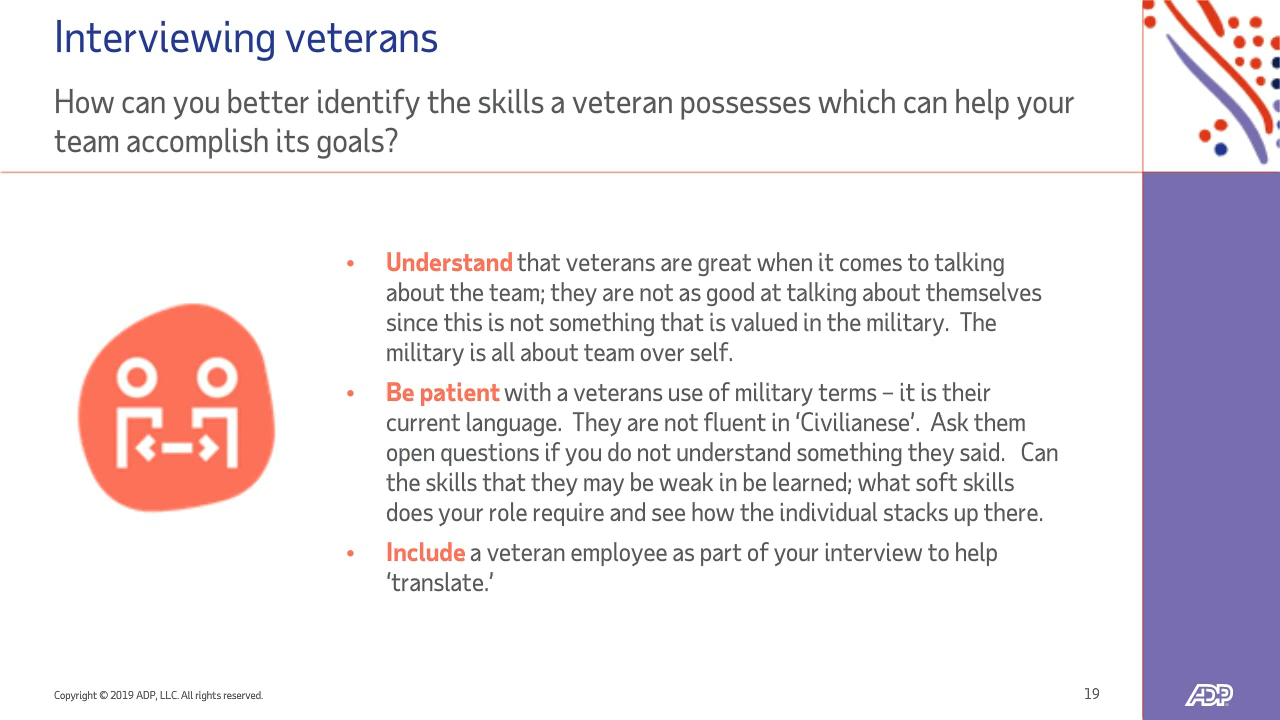 Interviewing veterans
How can you better identify the skills a veteran possesses which can help your
team accomplish its goals?
• Understand that veterans are great when it comes to talking
about the team; they are not as good at talking about themselves
since this is not something that is valued in the military.  The
military is all about team over self.
• Be patient with a veterans use of military terms – it is their
current language.  They are not fluent in ‘Civilianese’.  Ask them
open questions if you do not understand something they said.   Can
the skills that they may be weak in be learned; what soft skills
does your role require and see how the individual stacks up there.
• Include a veteran employee as part of your interview to help
‘translate.’
Copyright © 2019 ADP, LLC. All rights reserved.
19
ADP